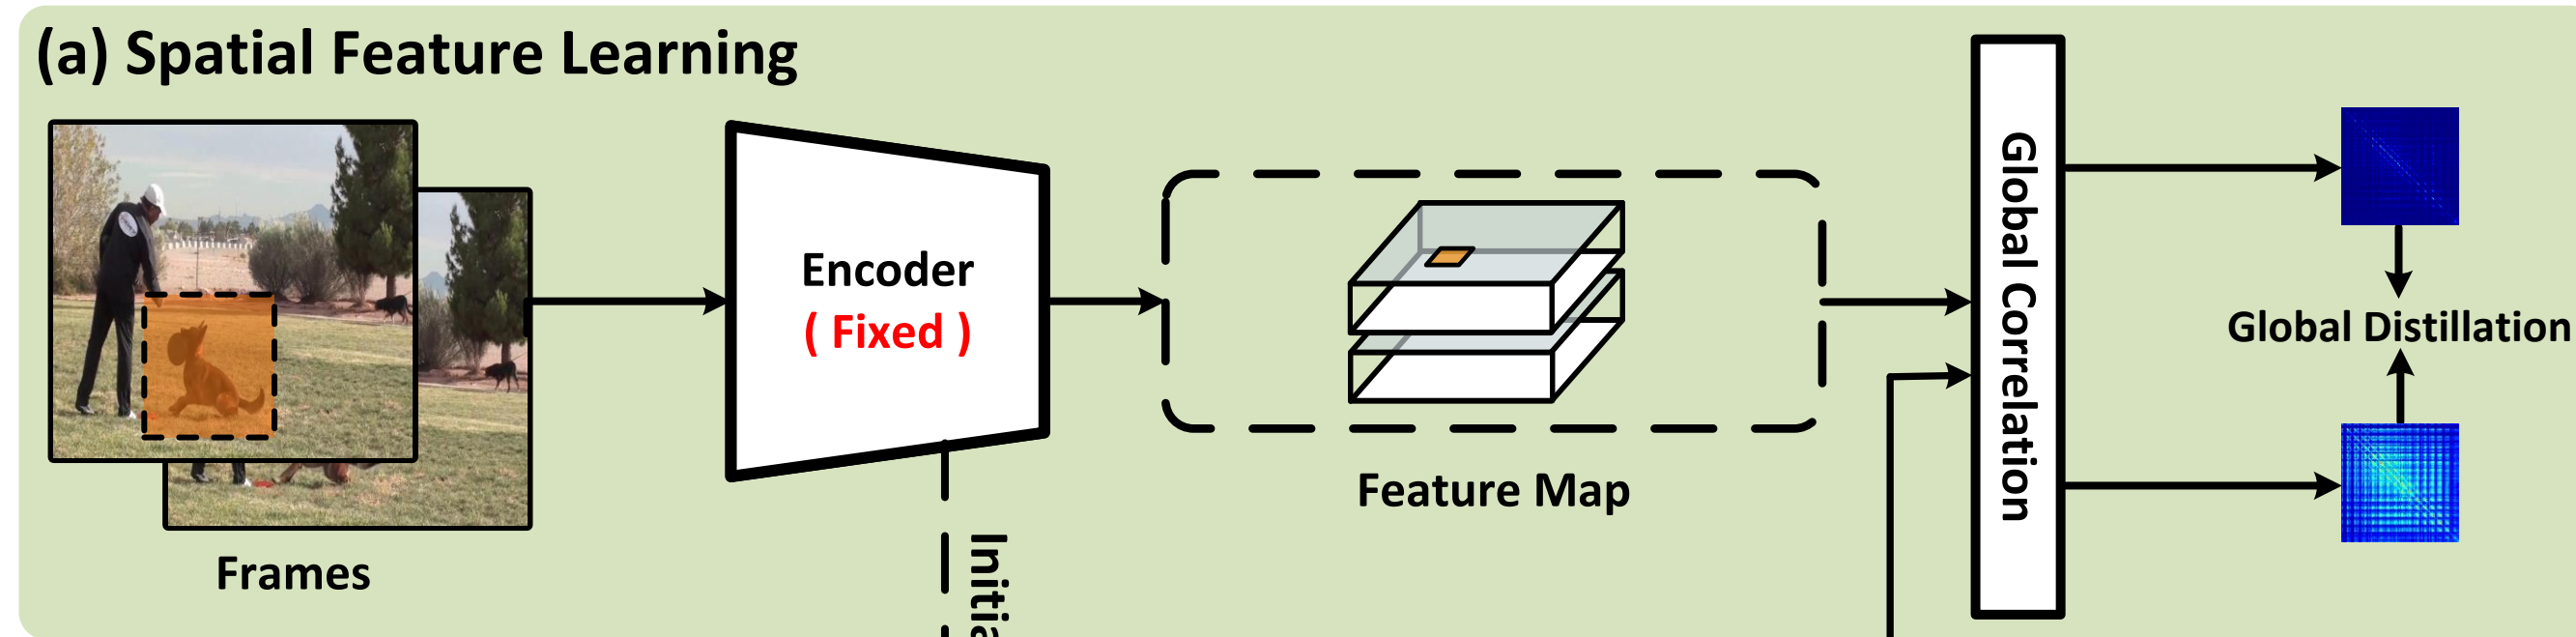 (a) Spatial Feature Learning
Encoder
( Fixed )
Global Correlation
Global Distillation
Feature Map
Frames